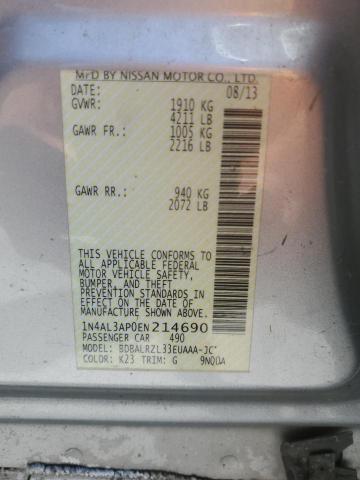 MFD BY NISSAN MOTOR CO., LTD.
DATE: 08/13
GVWR: 1910 KG
4211 LB
GAWR FR.: 1005 KG
2216 LB
GAWR RR.: 940 KG
2072 LB
THIS VEHICLE CONFORMS TO
ALL APPLICABLE FEDERAL
MOTOR VEHICLE SAFETY,
BUMPER, AND THEFT
PREVENTION STANDARDS
IN EFFECT ON THE DATE OF
MANUFACTURE SHOWN ABOVE.
1N4AL3AP0EN214690
PASSENGER CAR 490
MODEL: BDBALRZL33EUAAA-JC
COLOR: K23 TRIM: G